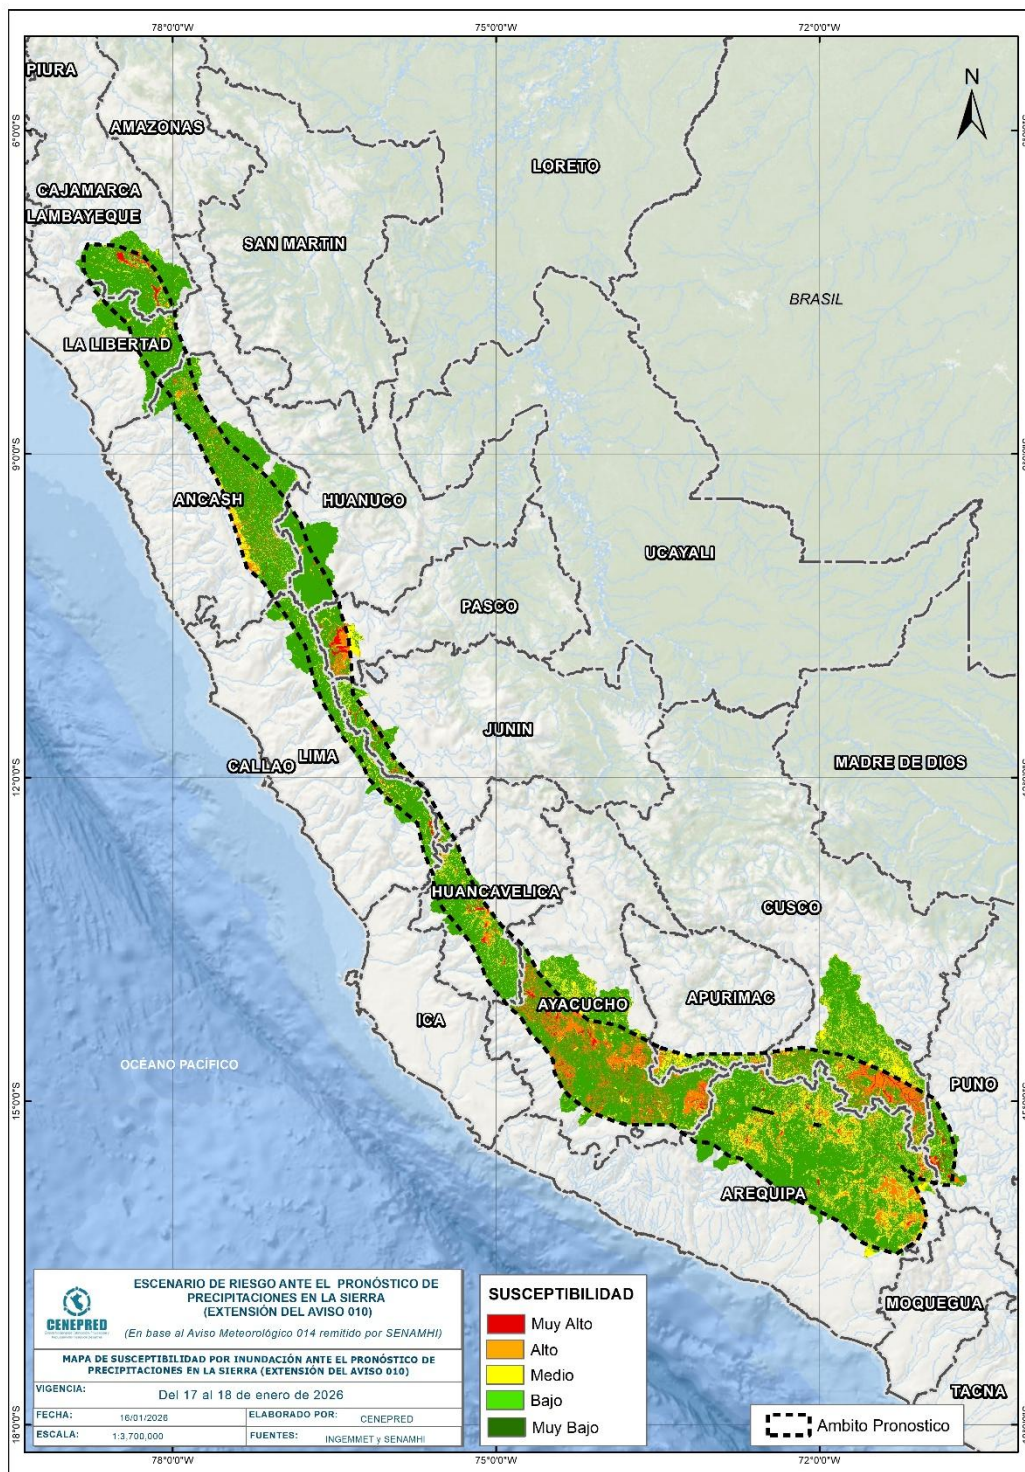 78°0'0"W 75°0'0"W 72°0'0"W
PIURA
N
AMAZONAS
6°0'0"S
LORETO
CAJAMARCA
LAMBAYEQUE
SAN MARTIN
BRASIL
LA LIBERTAD
9°0'0"S
ANCASH
HUANUCO
UCAYALI
PASCO
JUNIN
LIMA
CALLAO
MADRE DE DIOS
12°0'0"S
HUANCAVELICA
CUSCO
APURIMAC
AYACUCHO
ICA
OCÉANO PACÍFICO
PUNO
15°0'0"S
AREQUIPA
MOQUEGUA
TACNA
18°0'0"S
CENEPRED
ESCENARIO DE RIESGO ANTE EL PRONÓSTICO DE
PRECIPITACIONES EN LA SIERRA
(EXTENSIÓN DEL AVISO 010)
(En base al Aviso Meteorológico 014 remitido por SENAMHI)
MAPA DE SUSCEPTIBILIDAD POR INUNDACIÓN ANTE EL PRONÓSTICO DE
PRECIPITACIONES EN LA SIERRA (EXTENSIÓN DEL AVISO 010)
VIGENCIA: Del 17 al 18 de enero de 2026
FECHA: 16/01/2026 ELABORADO POR: CENEPRED
ESCALA: 1:3,700,000 FUENTES: INGEMMET y SENAMHI
SUSCEPTIBILIDAD
Muy Alto
Alto
Medio
Bajo
Muy Bajo
Ambito Pronostico
78°0'0"W 75°0'0"W 72°0'0"W